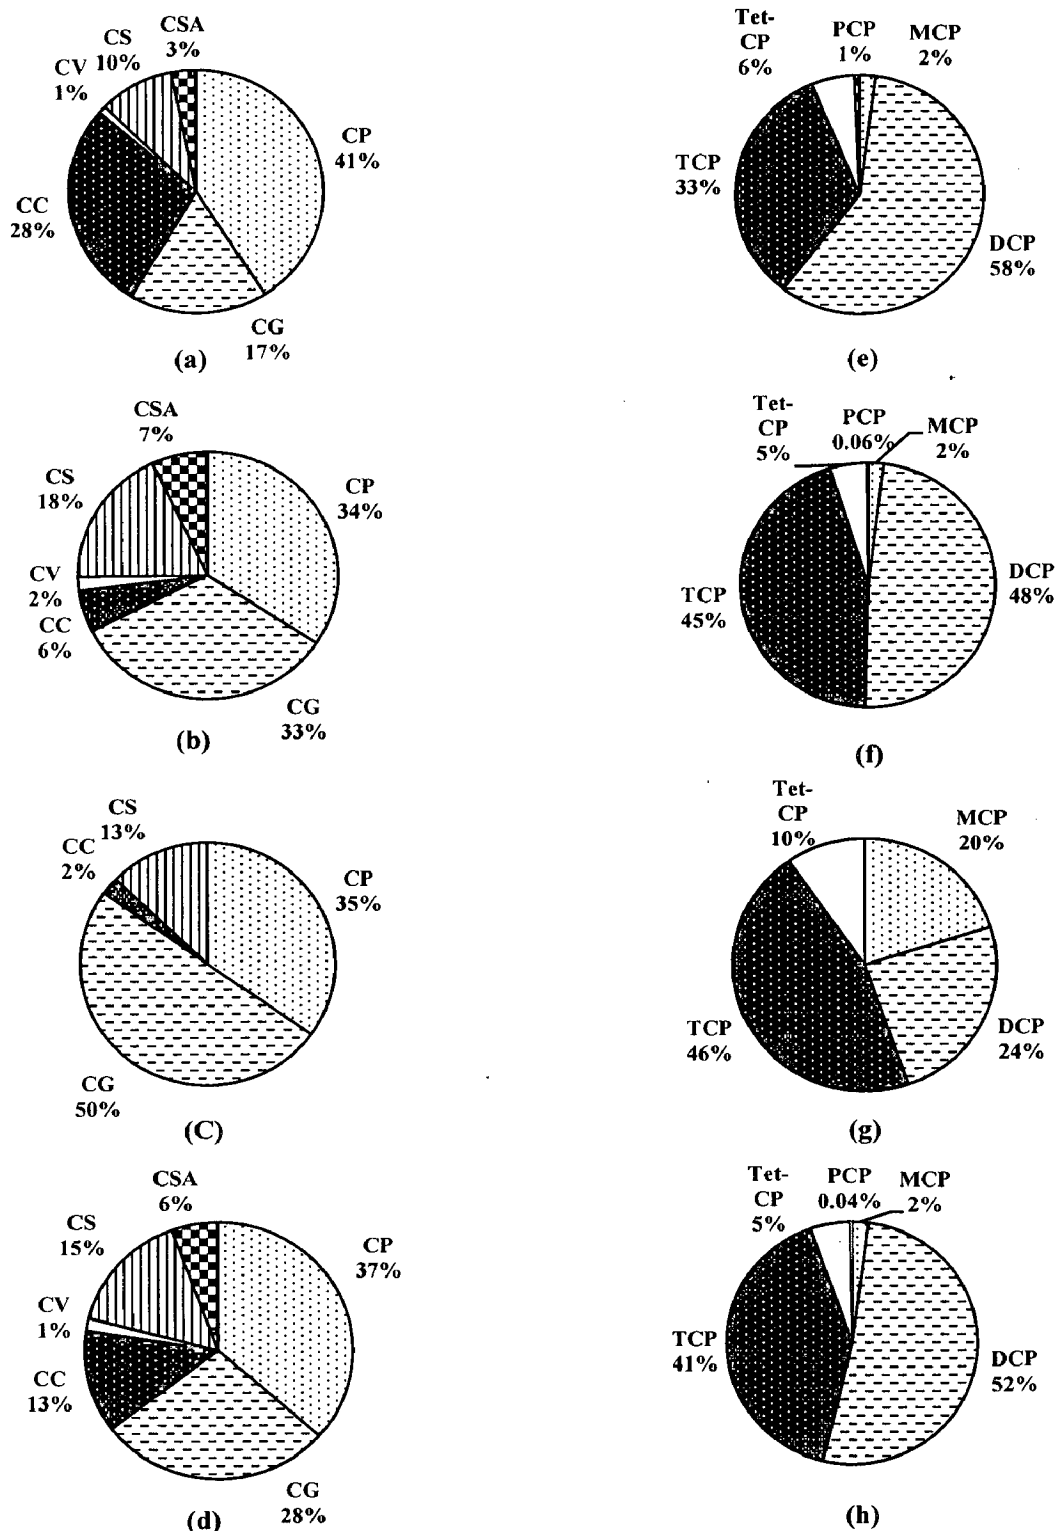 CSA
3%
CS
10%
CV
1%
CP
41%
CC
28%
CG
17%
(a)
Tet-
CP
6%
PCP
1%
MCP
2%
TCP
33%
DCP
58%
(e)
CSA
7%
CS
18%
CP
34%
CV
2%
CC
6%
CG
33%
(b)
Tet-
CP
5%
PCP
0.06%
MCP
2%
TCP
45%
DCP
48%
(f)
CS
13%
CC
2%
CP
35%
CG
50%
(C)
Tet-
CP
10%
MCP
20%
TCP
46%
DCP
24%
(g)
CSA
6%
CS
15%
CP
37%
CV
1%
CC
13%
CG
28%
(d)
Tet-
CP
5%
PCP
0.04%
MCP
2%
TCP
41%
DCP
52%
(h)